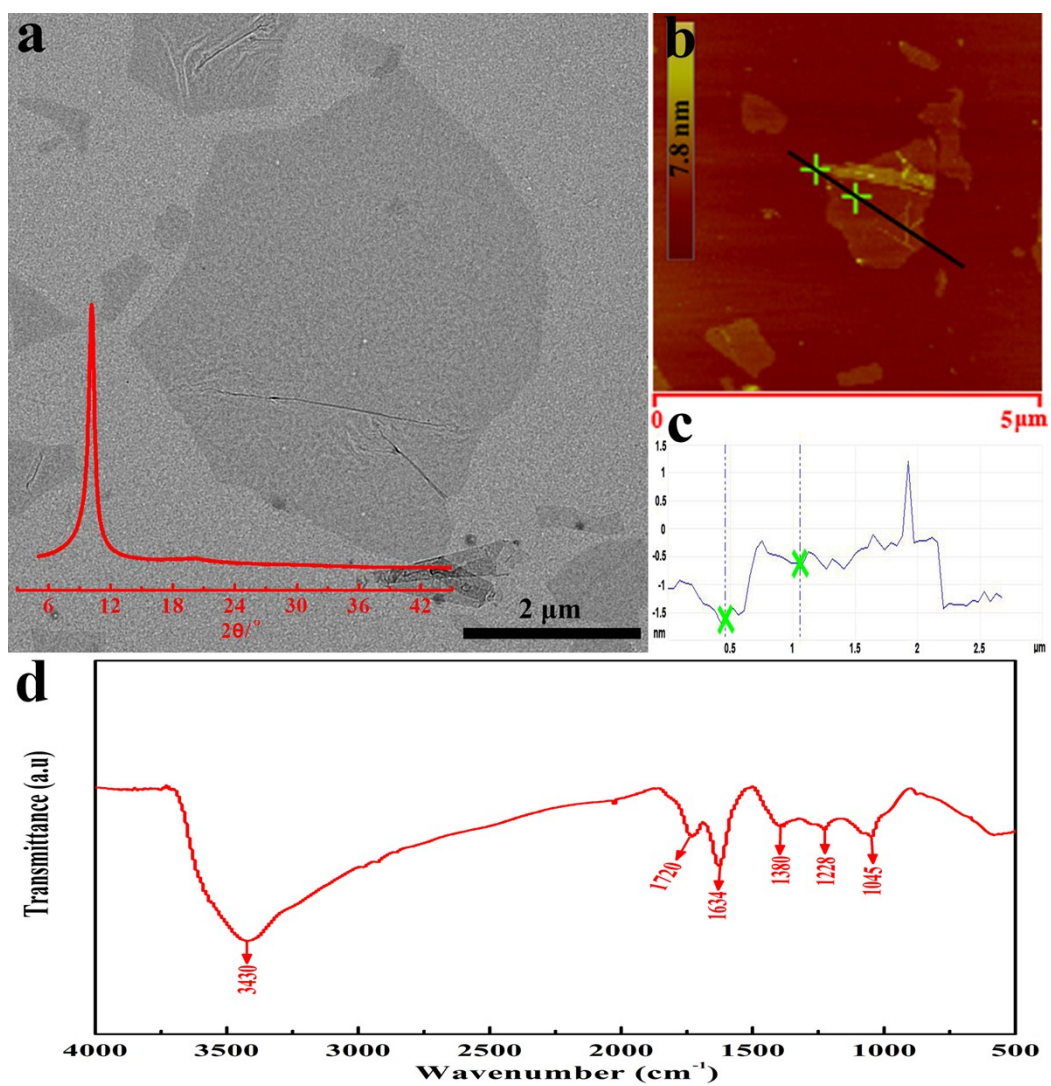 a
6 12 18 24 30 36 42
2θ/°
2 μm
b
7.8 nm
0 5μm
c
1.5
1
0.5
0
-0.5
-1
-1.5
nm
0.5 1 1.5 2 2.5 μm
d
Transmittance (a.u)
3430
1720
1634
1380
1228
1045
4000 3500 3000 2500 2000 1500 1000 500
Wavenumber (cm⁻¹)